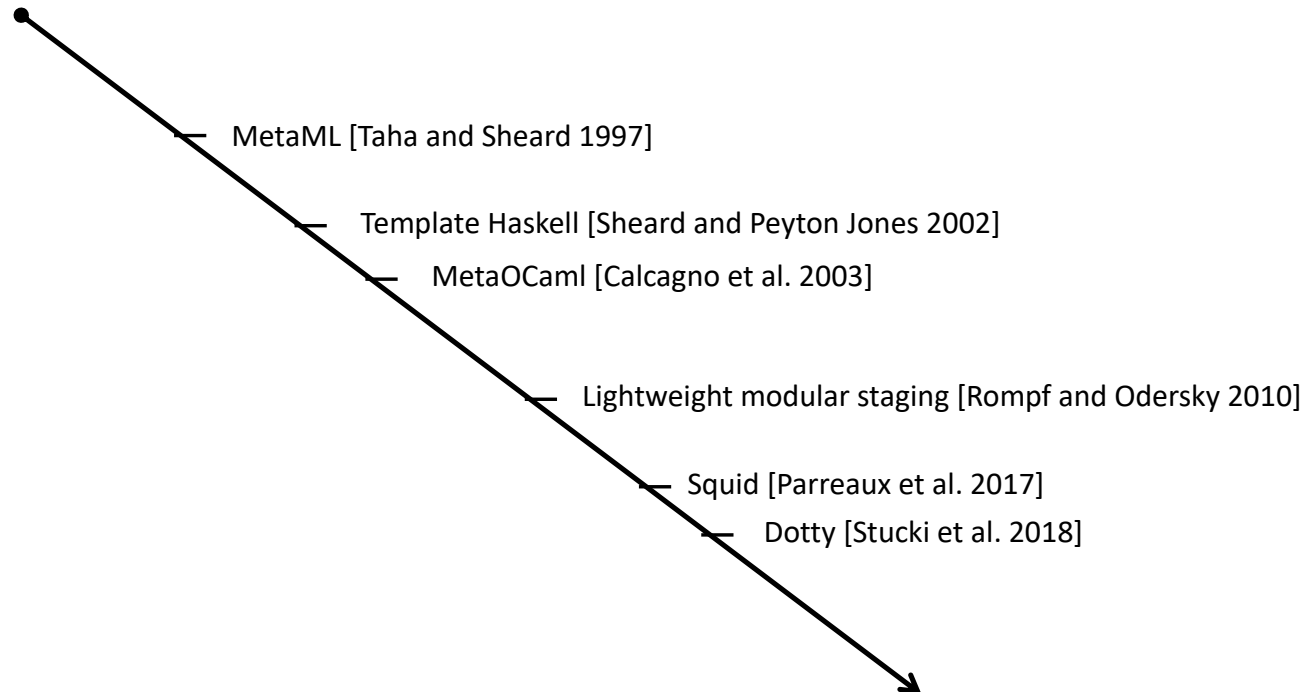 MetaML [Taha and Sheard 1997]
Template Haskell [Sheard and Peyton Jones 2002]
MetaOCaml [Calcagno et al. 2003]
Lightweight modular staging [Rompf and Odersky 2010]
Squid [Parreaux et al. 2017]
Dotty [Stucki et al. 2018]